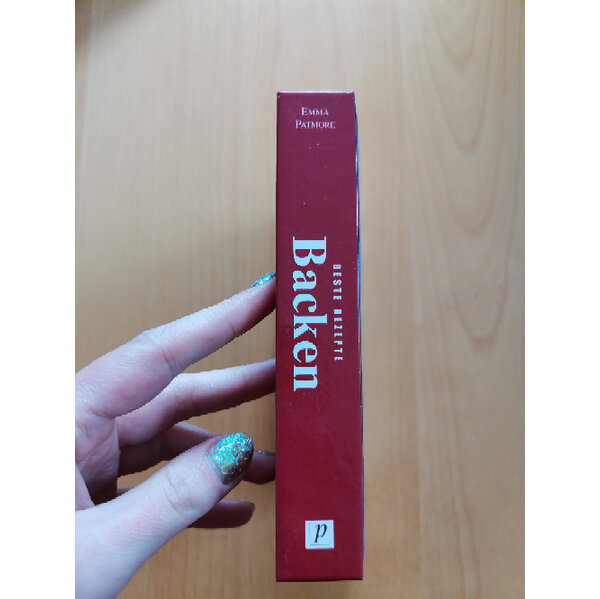 EMMA
PATMORE
BESTE REZEPTE
Backen
p